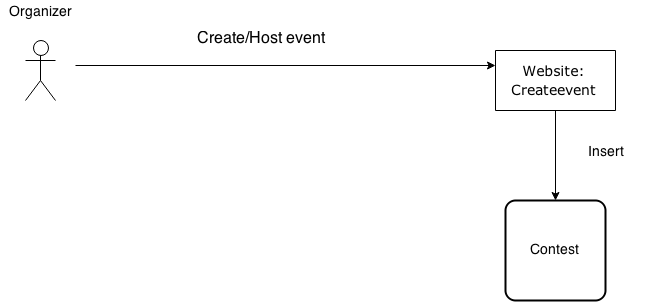 Organizer
Create/Host event
Website:
Createevent
Insert
Contest